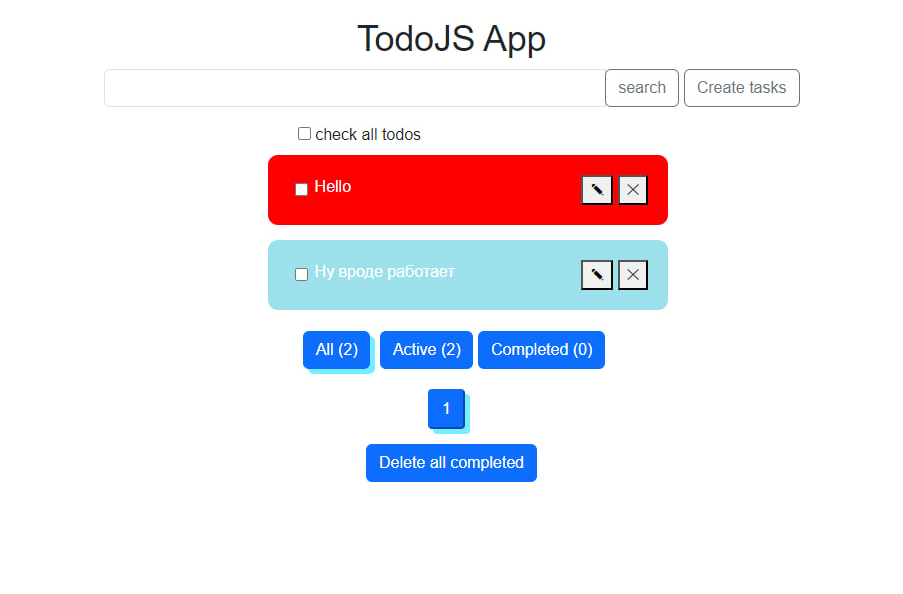 TodoJS App
search Create tasks
check all todos
Hello
Ну вроде работает
All (2) Active (2) Completed (0)
1
Delete all completed